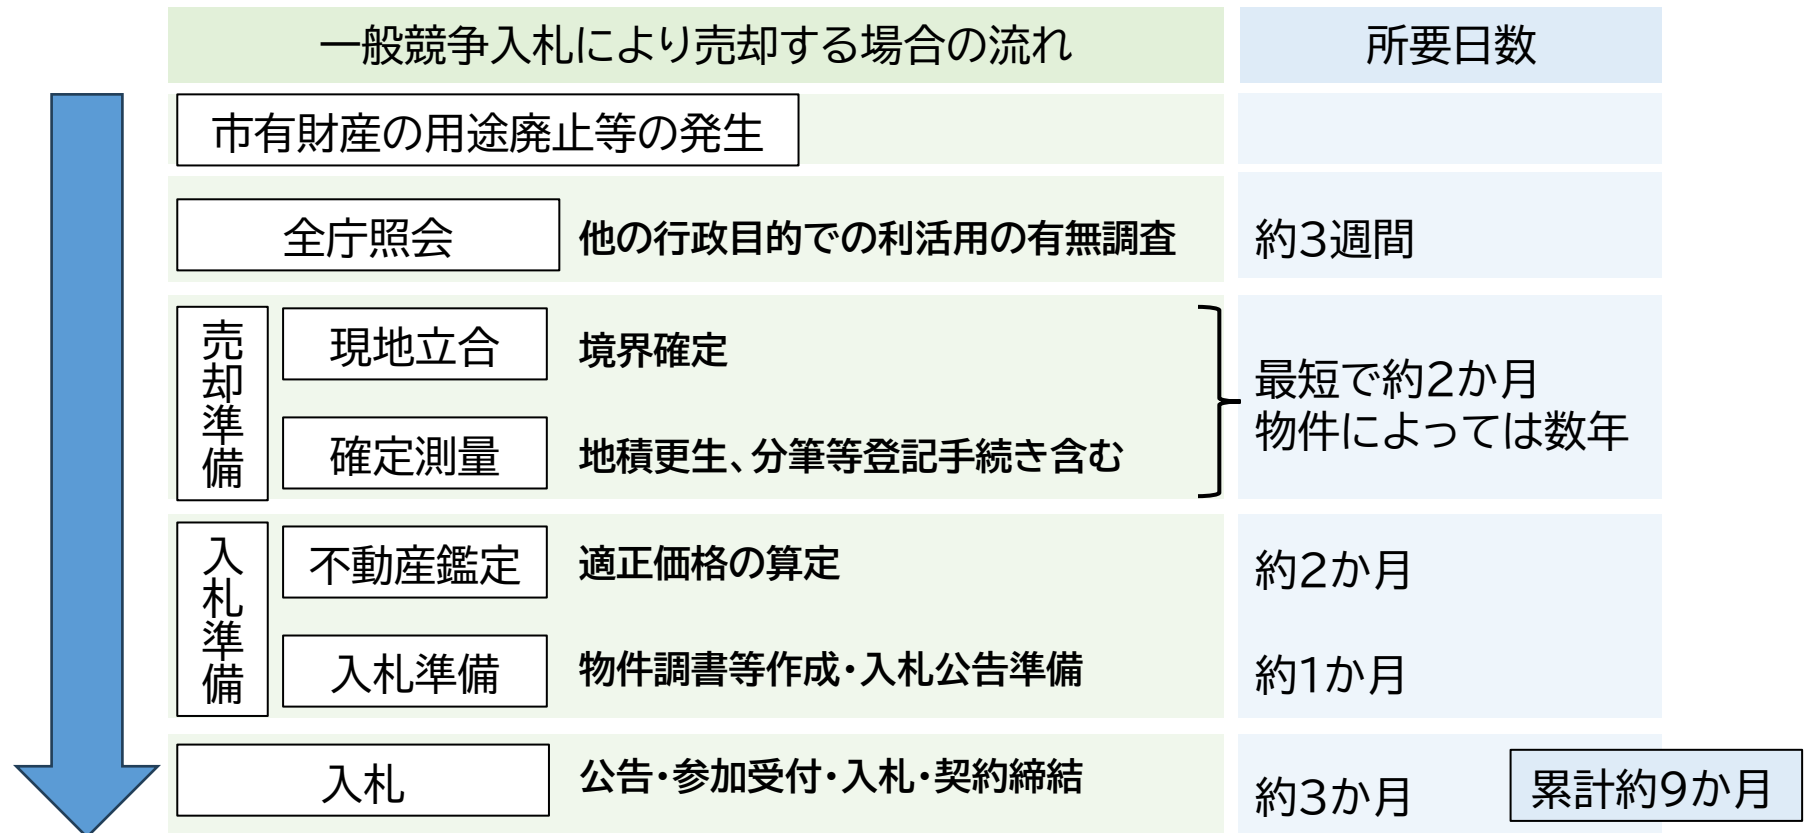 一般競争入札により売却する場合の流れ
所要日数
市有財産の用途廃止等の発生
全庁照会
他の行政目的での利活用の有無調査
約3週間
売却準備
現地立合
境界確定
確定測量
地積更生、分筆等登記手続き含む
最短で約2か月
物件によっては数年
入札準備
不動産鑑定
適正価格の算定
約2か月
入札準備
物件調書等作成・入札公告準備
約1か月
入札
公告・参加受付・入札・契約締結
約3か月
累計約9か月